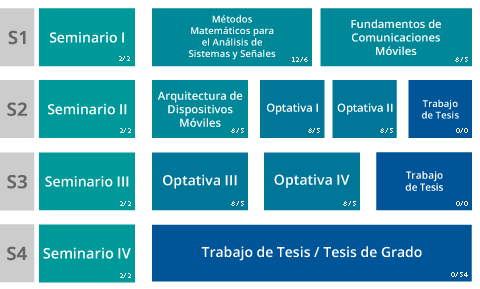 S1
Seminario I
2/2
Métodos
Matemáticos para
el Análisis de
Sistemas y Señales
12/6
Fundamentos de
Comunicaciones
Móviles
8/5
S2
Seminario II
2/2
Arquitectura de
Dispositivos
Móviles
8/5
Optativa I
8/5
Optativa II
8/5
Trabajo
de Tesis
0/0
S3
Seminario III
2/2
Optativa III
8/5
Optativa IV
8/5
Trabajo
de Tesis
0/0
S4
Seminario IV
2/2
Trabajo de Tesis / Tesis de Grado
0/54